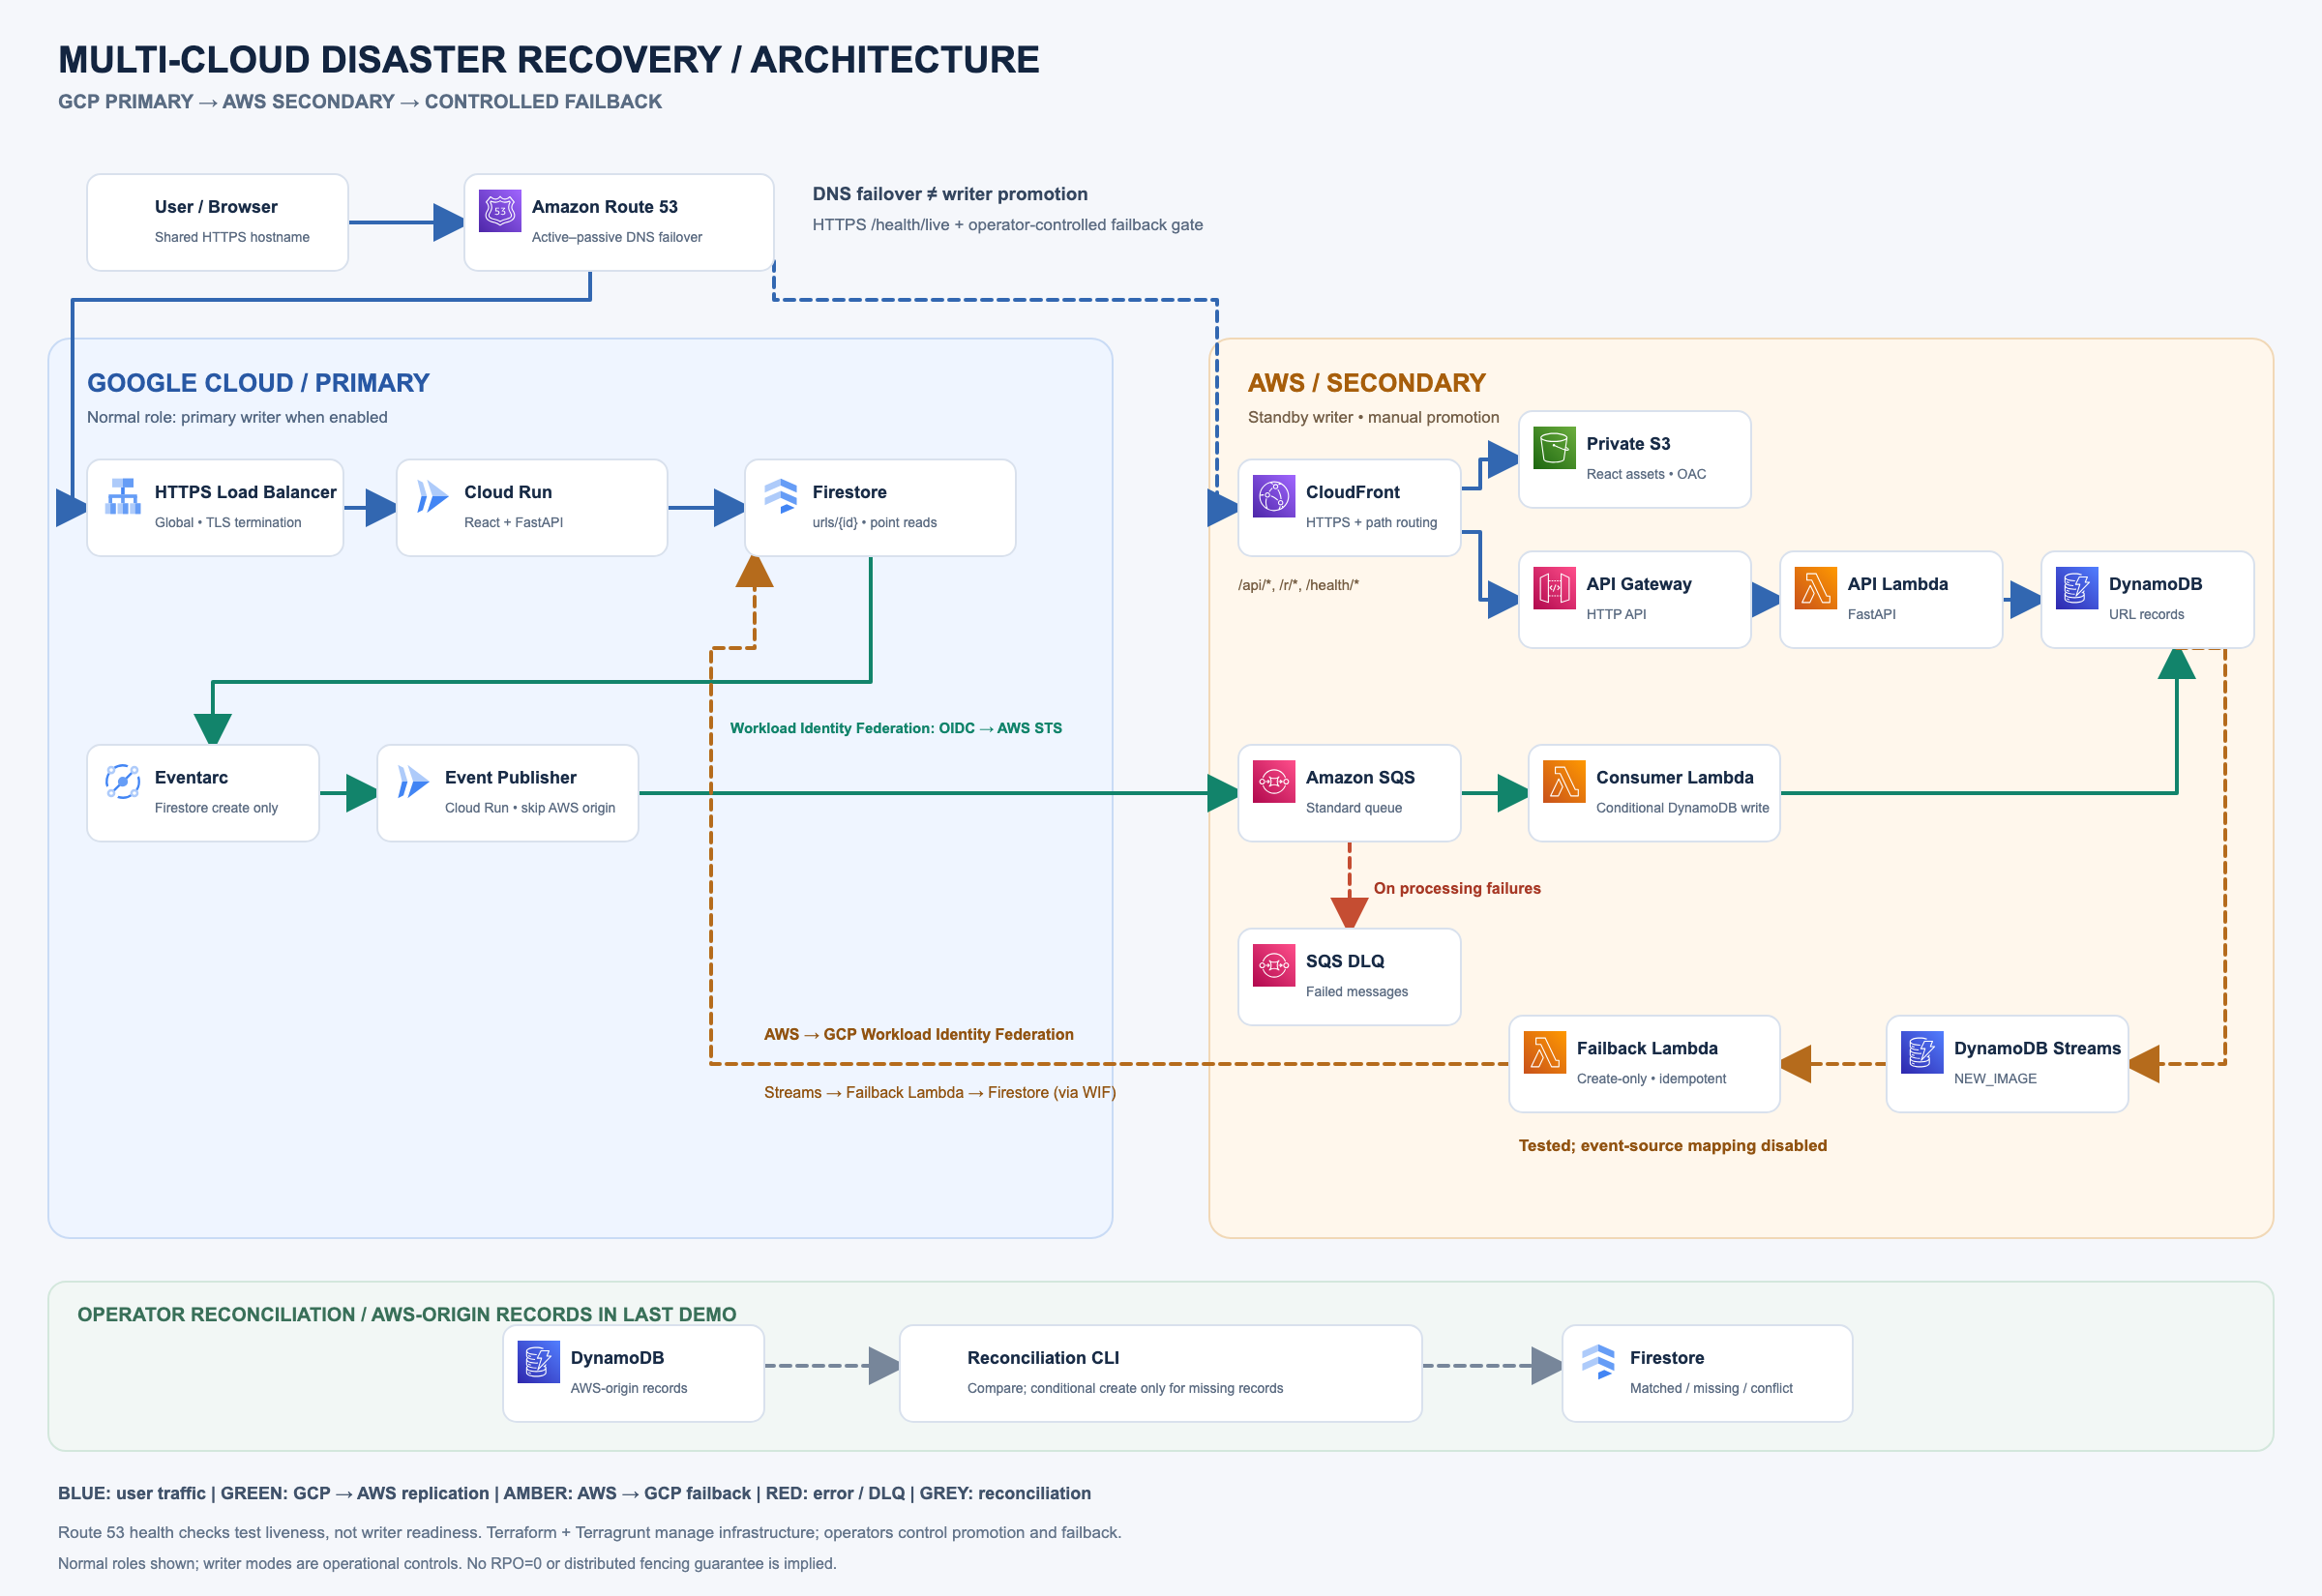 MULTI-CLOUD DISASTER RECOVERY / ARCHITECTURE
GCP PRIMARY → AWS SECONDARY → CONTROLLED FAILBACK
User / Browser
Shared HTTPS hostname
53
Amazon Route 53
Active–passive DNS failover
DNS failover ≠ writer promotion
HTTPS /health/live + operator-controlled failback gate
GOOGLE CLOUD / PRIMARY
Normal role: primary writer when enabled
HTTPS Load Balancer
Global • TLS termination
Cloud Run
React + FastAPI
Firestore
urls/{id} • point reads
Eventarc
Firestore create only
Event Publisher
Cloud Run • skip AWS origin
Workload Identity Federation: OIDC → AWS STS
AWS → GCP Workload Identity Federation
Streams → Failback Lambda → Firestore (via WIF)
AWS / SECONDARY
Standby writer • manual promotion
CloudFront
HTTPS + path routing
/api/*, /r/*, /health/*
Private S3
React assets • OAC
API Gateway
HTTP API
API Lambda
FastAPI
DynamoDB
URL records
Amazon SQS
Standard queue
Consumer Lambda
Conditional DynamoDB write
On processing failures
SQS DLQ
Failed messages
Failback Lambda
Create-only • idempotent
DynamoDB Streams
NEW_IMAGE
Tested; event-source mapping disabled
OPERATOR RECONCILIATION / AWS-ORIGIN RECORDS IN LAST DEMO
DynamoDB
AWS-origin records
Reconciliation CLI
Compare; conditional create only for missing records
Firestore
Matched / missing / conflict
BLUE: user traffic | GREEN: GCP → AWS replication | AMBER: AWS → GCP failback | RED: error / DLQ | GREY: reconciliation
Route 53 health checks test liveness, not writer readiness. Terraform + Terragrunt manage infrastructure; operators control promotion and failback.
Normal roles shown; writer modes are operational controls. No RPO=0 or distributed fencing guarantee is implied.